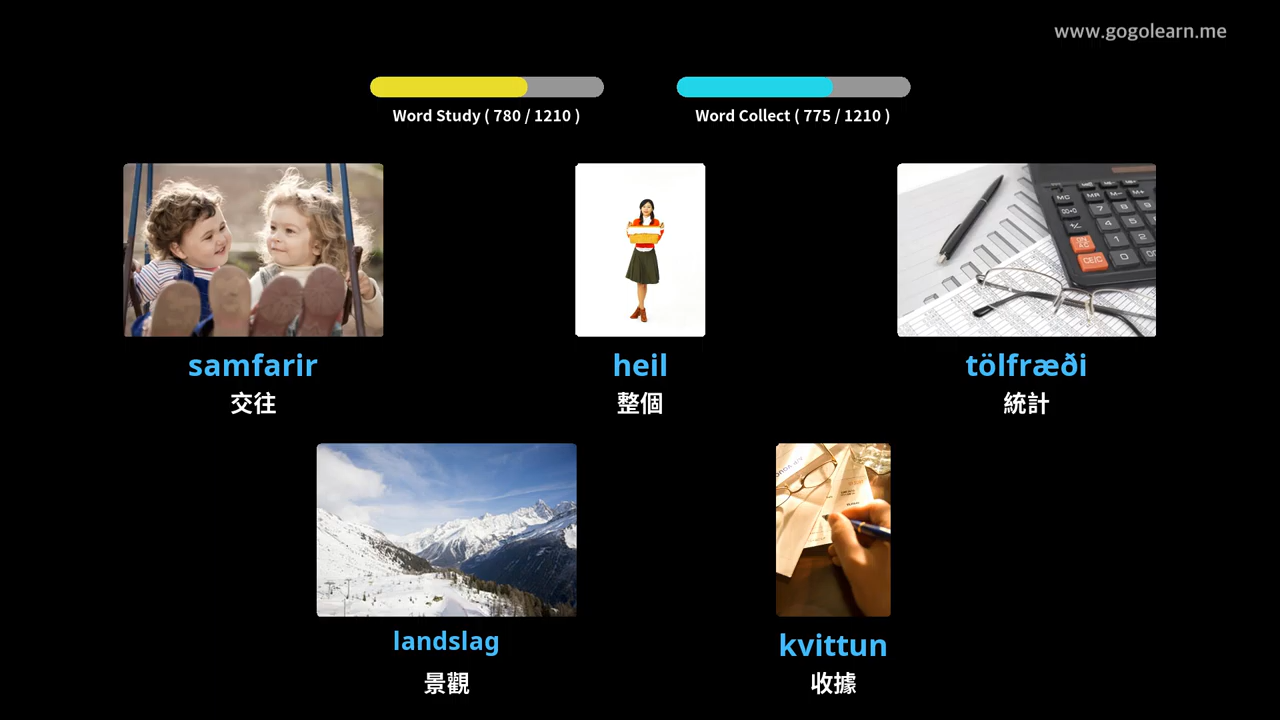 www.gogolearn.me
Word Study ( 780 / 1210 )
Word Collect ( 775 / 1210 )
samfarir
交往
heil
整個
tölfræði
統計
landslag
景觀
kvittun
收據